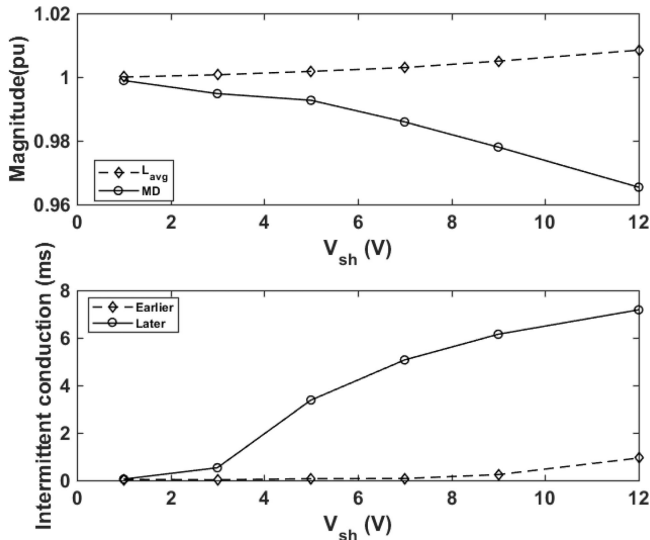 Magnitude(pu)
1.02
1
0.98
0.96
L_avg
MD
0 2 4 6 8 10 12
V_sh (V)
Intermittent conduction (ms)
8
6
4
2
0
Earlier
Later
0 2 4 6 8 10 12
V_sh (V)